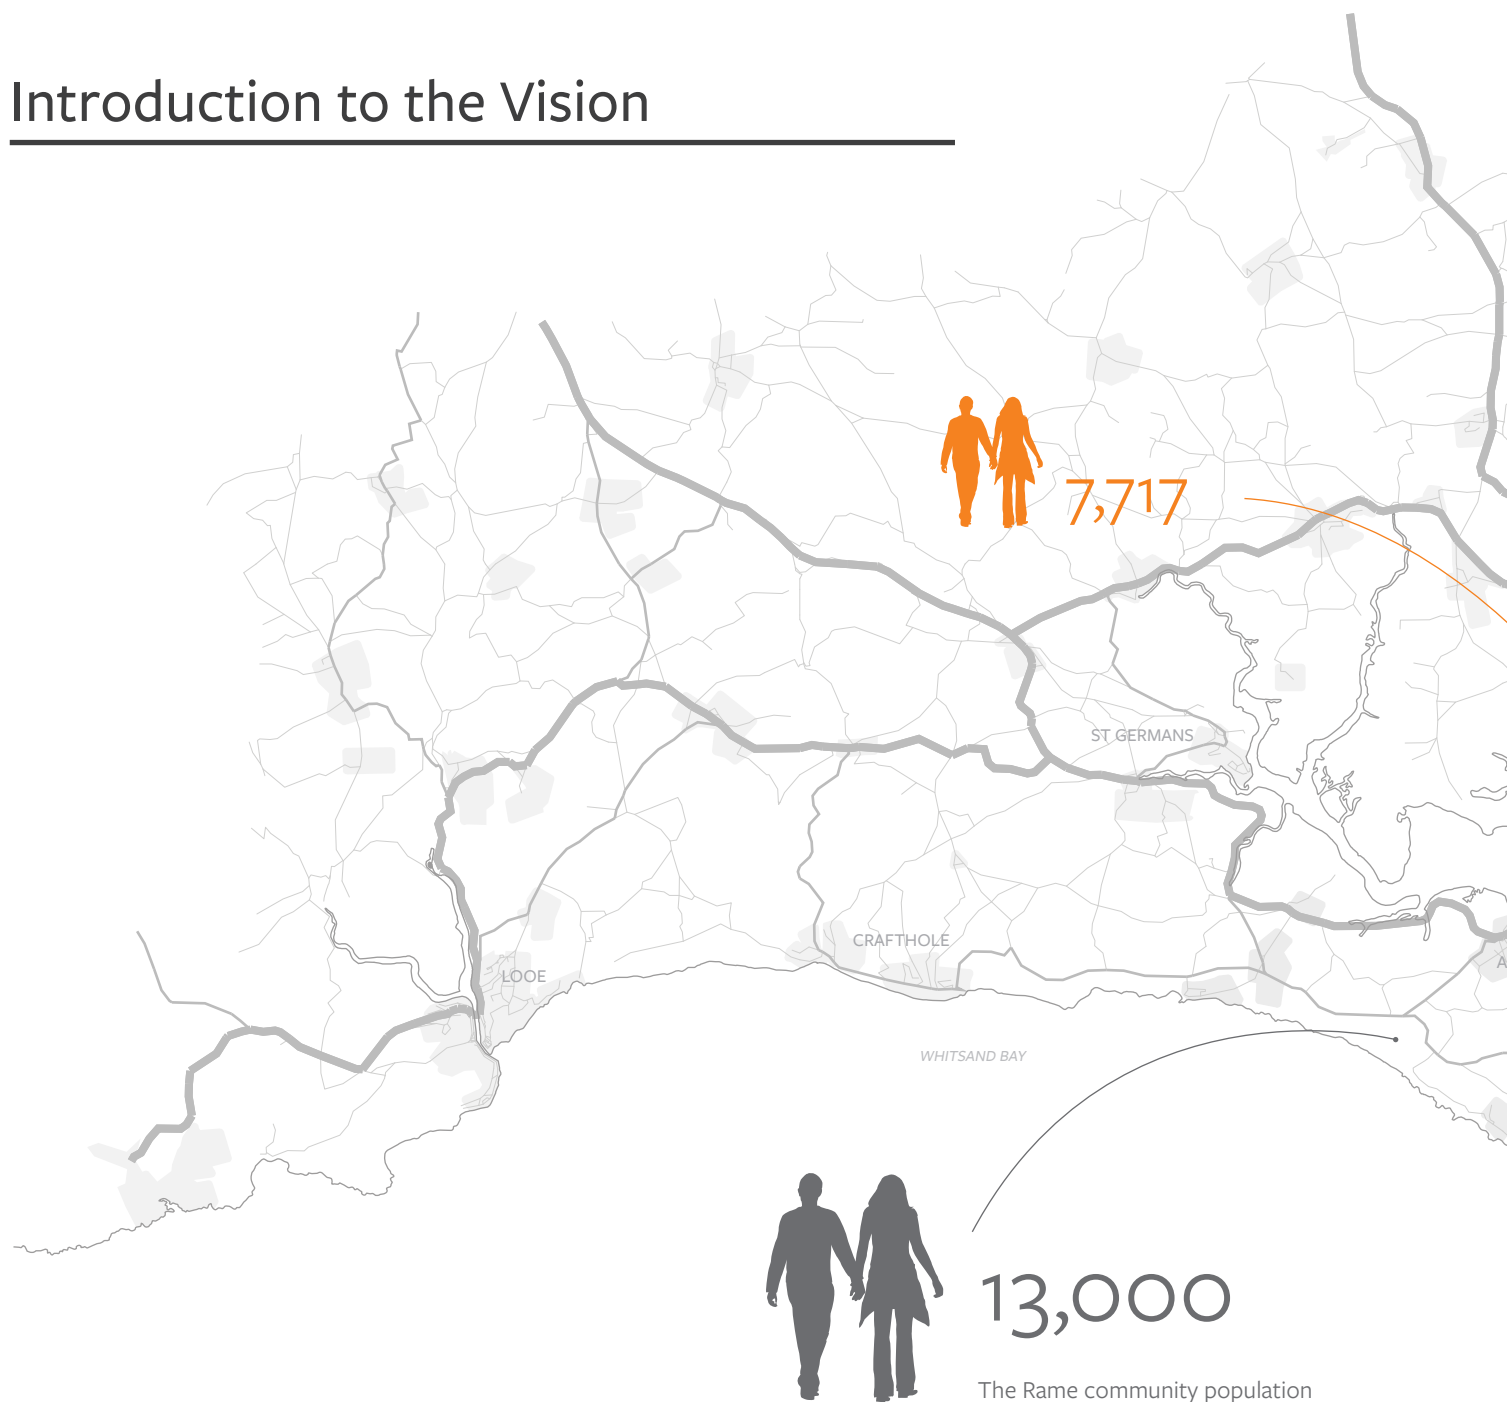 Introduction to the Vision
7,717
ST GERMANS
CRAFTHOLE
LOOE
A
WHITSAND BAY
13,000
The Rame community population